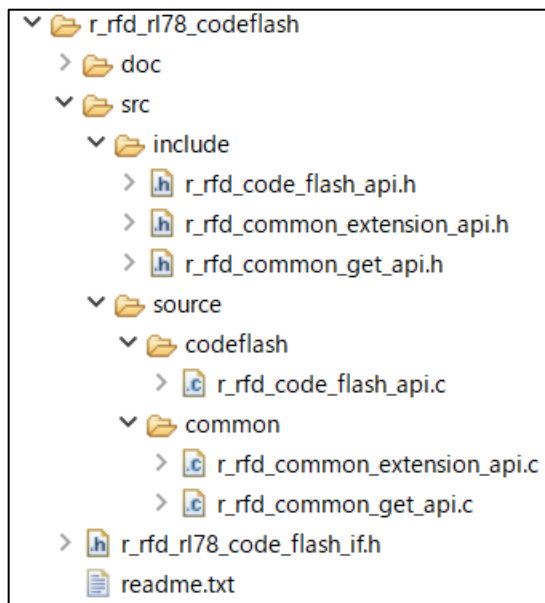 r_rfd_rl78_codeflash
doc
src
include
.h r_rfd_code_flash_api.h
.h r_rfd_common_extension_api.h
.h r_rfd_common_get_api.h
source
codeflash
.c r_rfd_code_flash_api.c
common
.c r_rfd_common_extension_api.c
.c r_rfd_common_get_api.c
.h r_rfd_rl78_code_flash_if.h
readme.txt